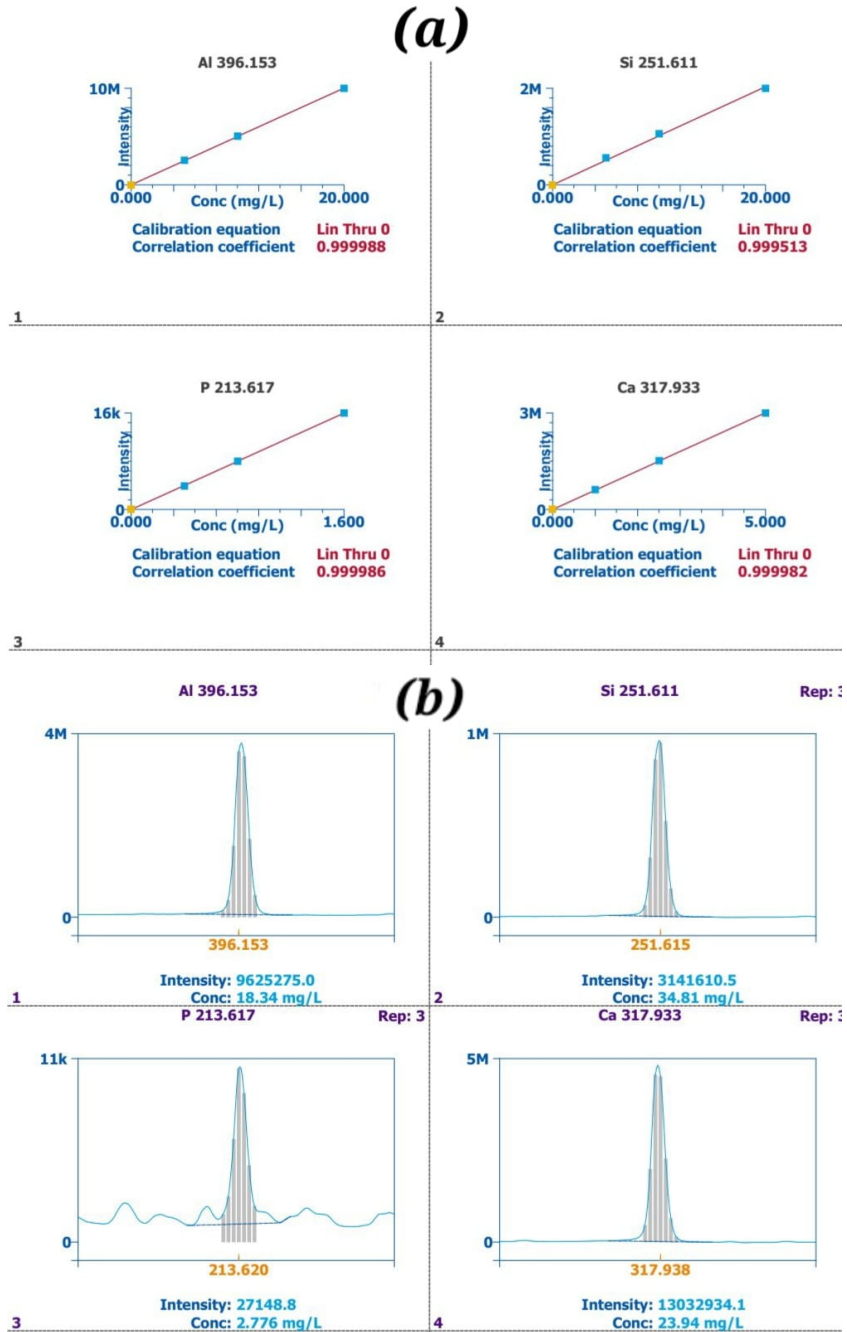 (a)
Al 396.153
10M
Intensity
0
0.000 Conc (mg/L) 20.000
Calibration equation Lin Thru 0
Correlation coefficient 0.999988
1
Si 251.611
2M
Intensity
0
0.000 Conc (mg/L) 20.000
Calibration equation Lin Thru 0
Correlation coefficient 0.999513
2
P 213.617
16k
Intensity
0
0.000 Conc (mg/L) 1.600
Calibration equation Lin Thru 0
Correlation coefficient 0.999986
3
Ca 317.933
3M
Intensity
0
0.000 Conc (mg/L) 5.000
Calibration equation Lin Thru 0
Correlation coefficient 0.999982
4
(b)
Al 396.153
4M
0
396.153
Intensity: 9625275.0
1 Conc: 18.34 mg/L
Si 251.611 Rep: 3
1M
0
251.615
Intensity: 3141610.5
2 Conc: 34.81 mg/L
P 213.617 Rep: 3
11k
0
213.620
Intensity: 27148.8
3 Conc: 2.776 mg/L
Ca 317.933 Rep: 3
5M
0
317.938
Intensity: 13032934.1
4 Conc: 23.94 mg/L